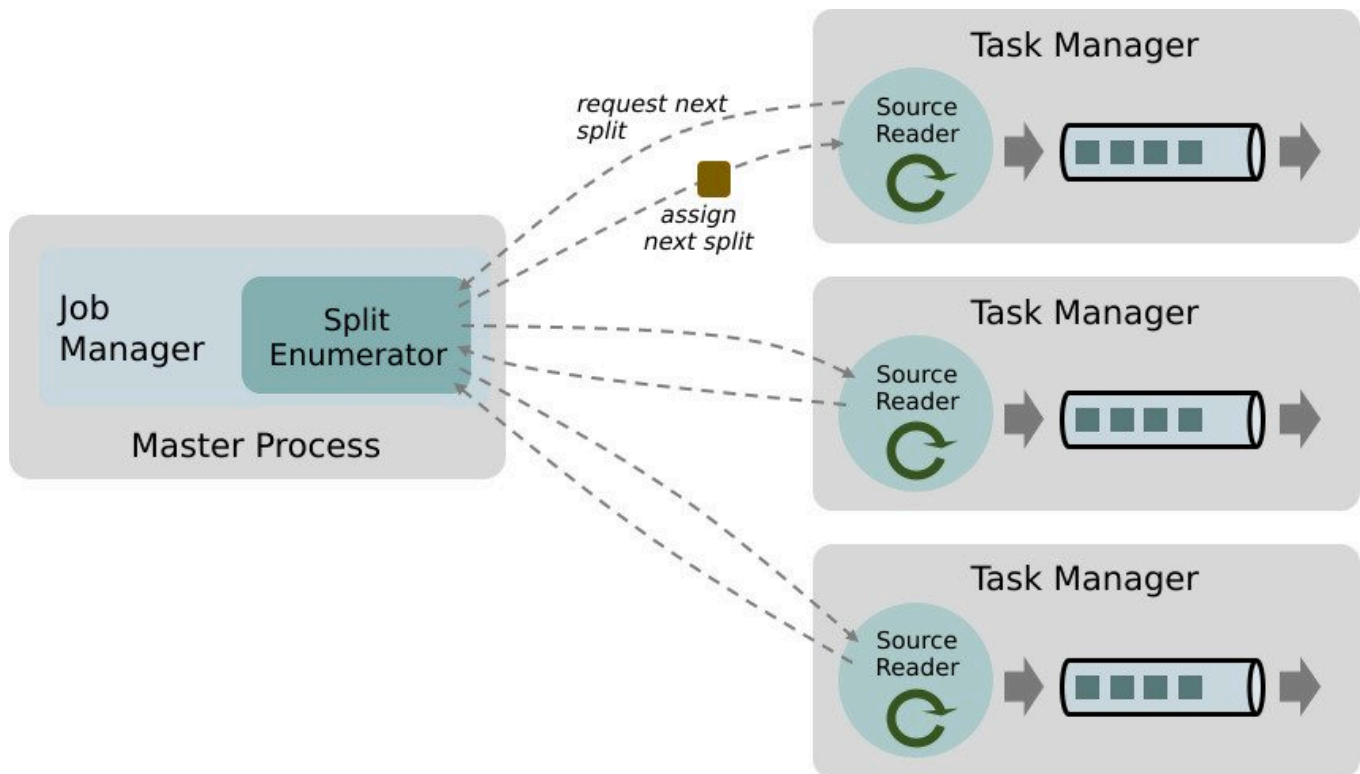 Task Manager
request next
split
Source
Reader
assign
next split
Job
Manager
Split
Enumerator
Master Process
Task Manager
Source
Reader
Task Manager
Source
Reader